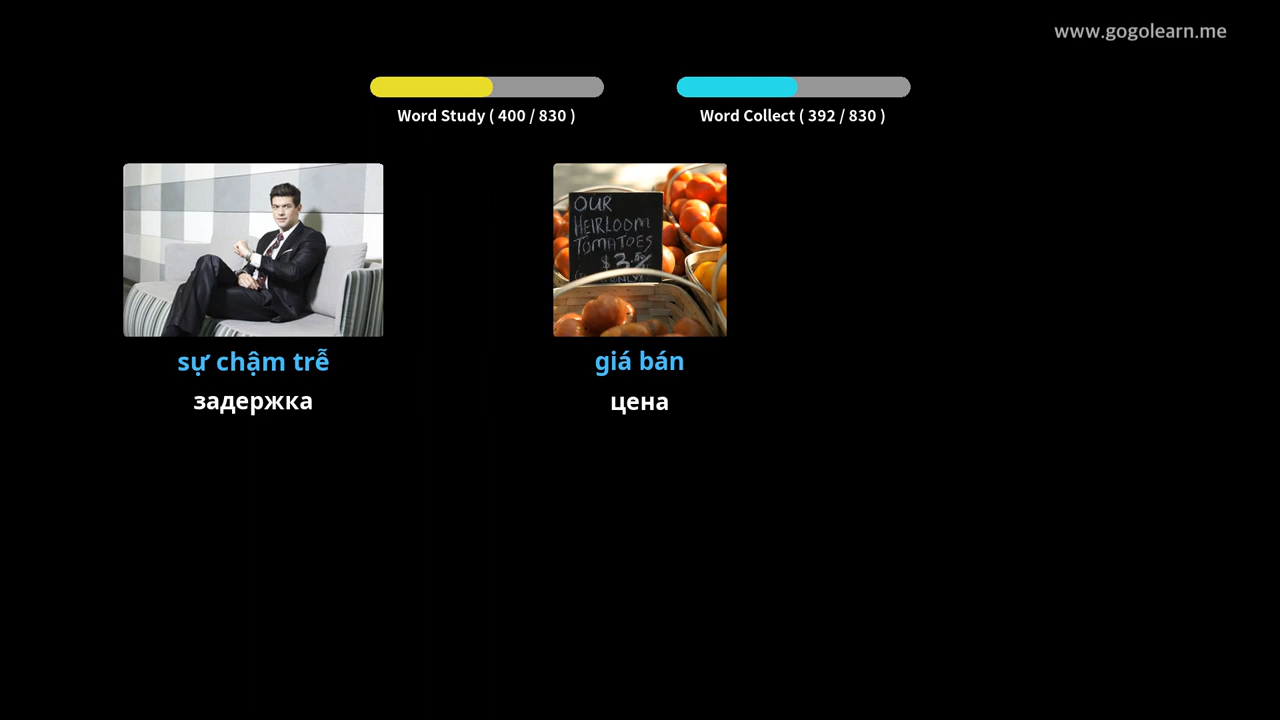 www.gogolearn.me
Word Study ( 400 / 830 )
Word Collect ( 392 / 830 )
OUR
HEIRLOOM
TOMATOES
sự chậm trễ
giá bán
задержка
цена